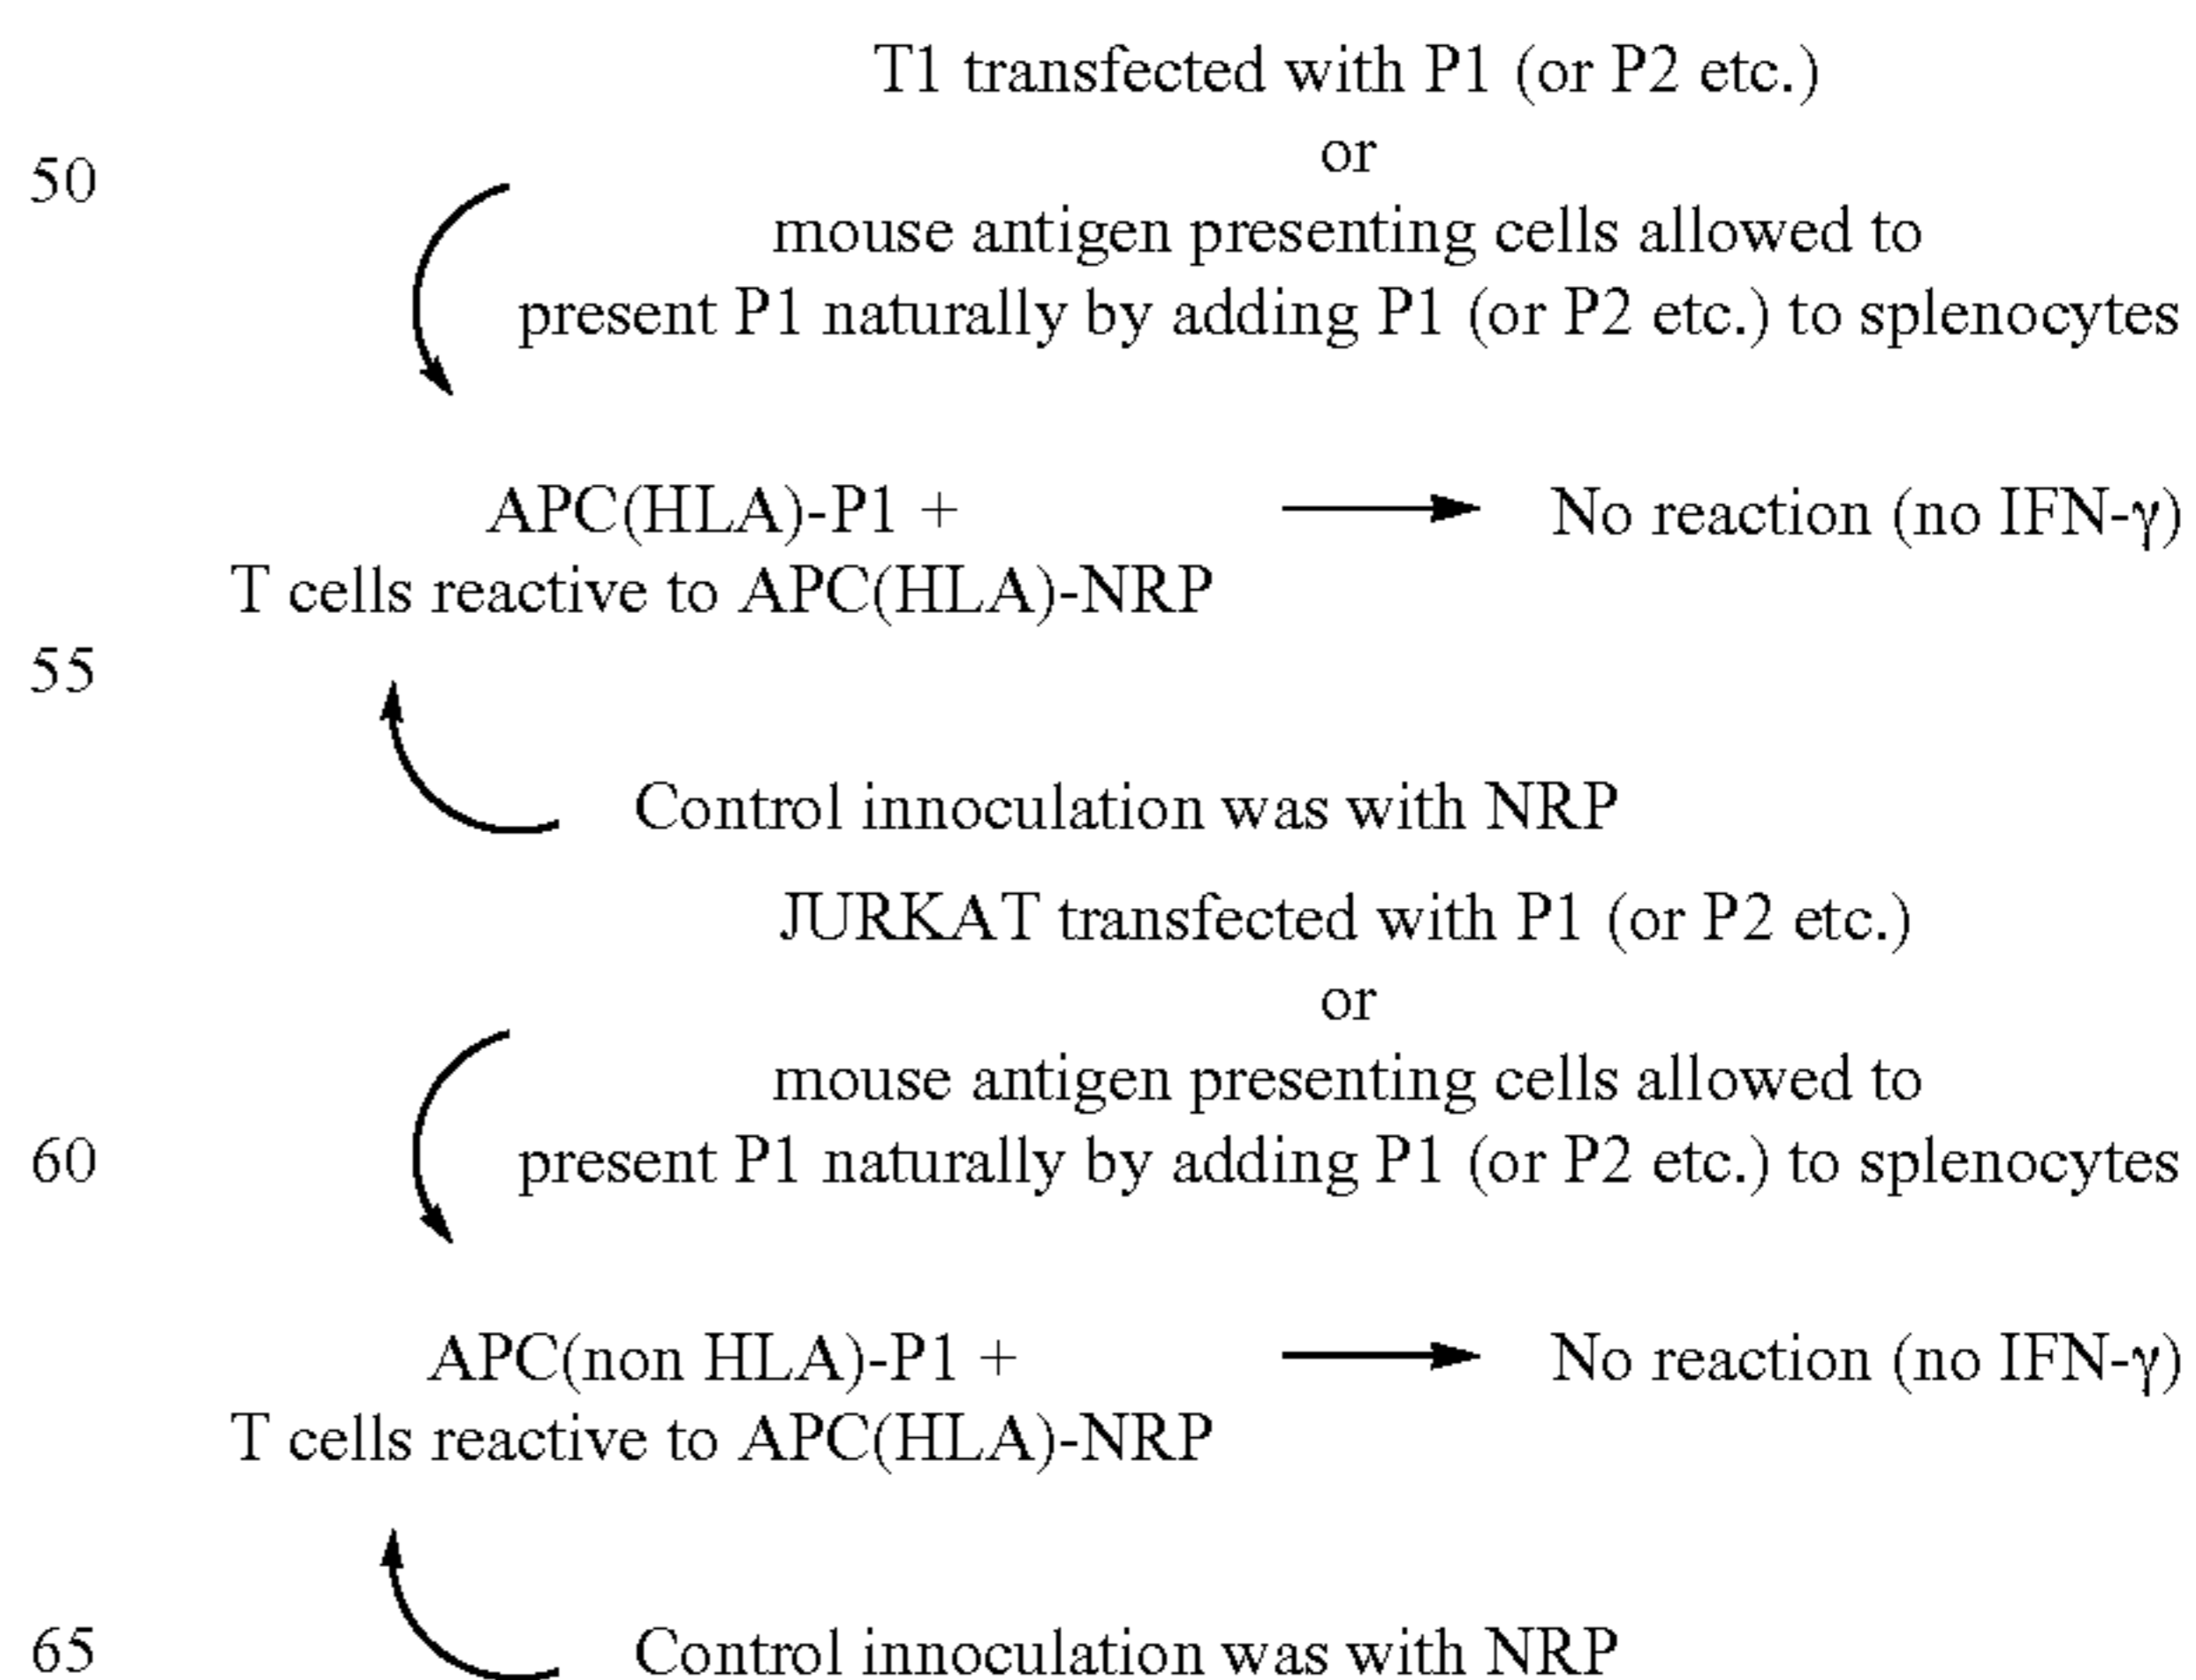 T1 transfected with P1 (or P2 etc.)
or
50
mouse antigen presenting cells allowed to
present P1 naturally by adding P1 (or P2 etc.) to splenocytes
APC(HLA)-P1 +
No reaction (no IFN-γ)
T cells reactive to APC(HLA)-NRP
55
Control innoculation was with NRP
JURKAT transfected with P1 (or P2 etc.)
or
mouse antigen presenting cells allowed to
60
present P1 naturally by adding P1 (or P2 etc.) to splenocytes
APC(non HLA)-P1 +
No reaction (no IFN-γ)
T cells reactive to APC(HLA)-NRP
65
Control innoculation was with NRP